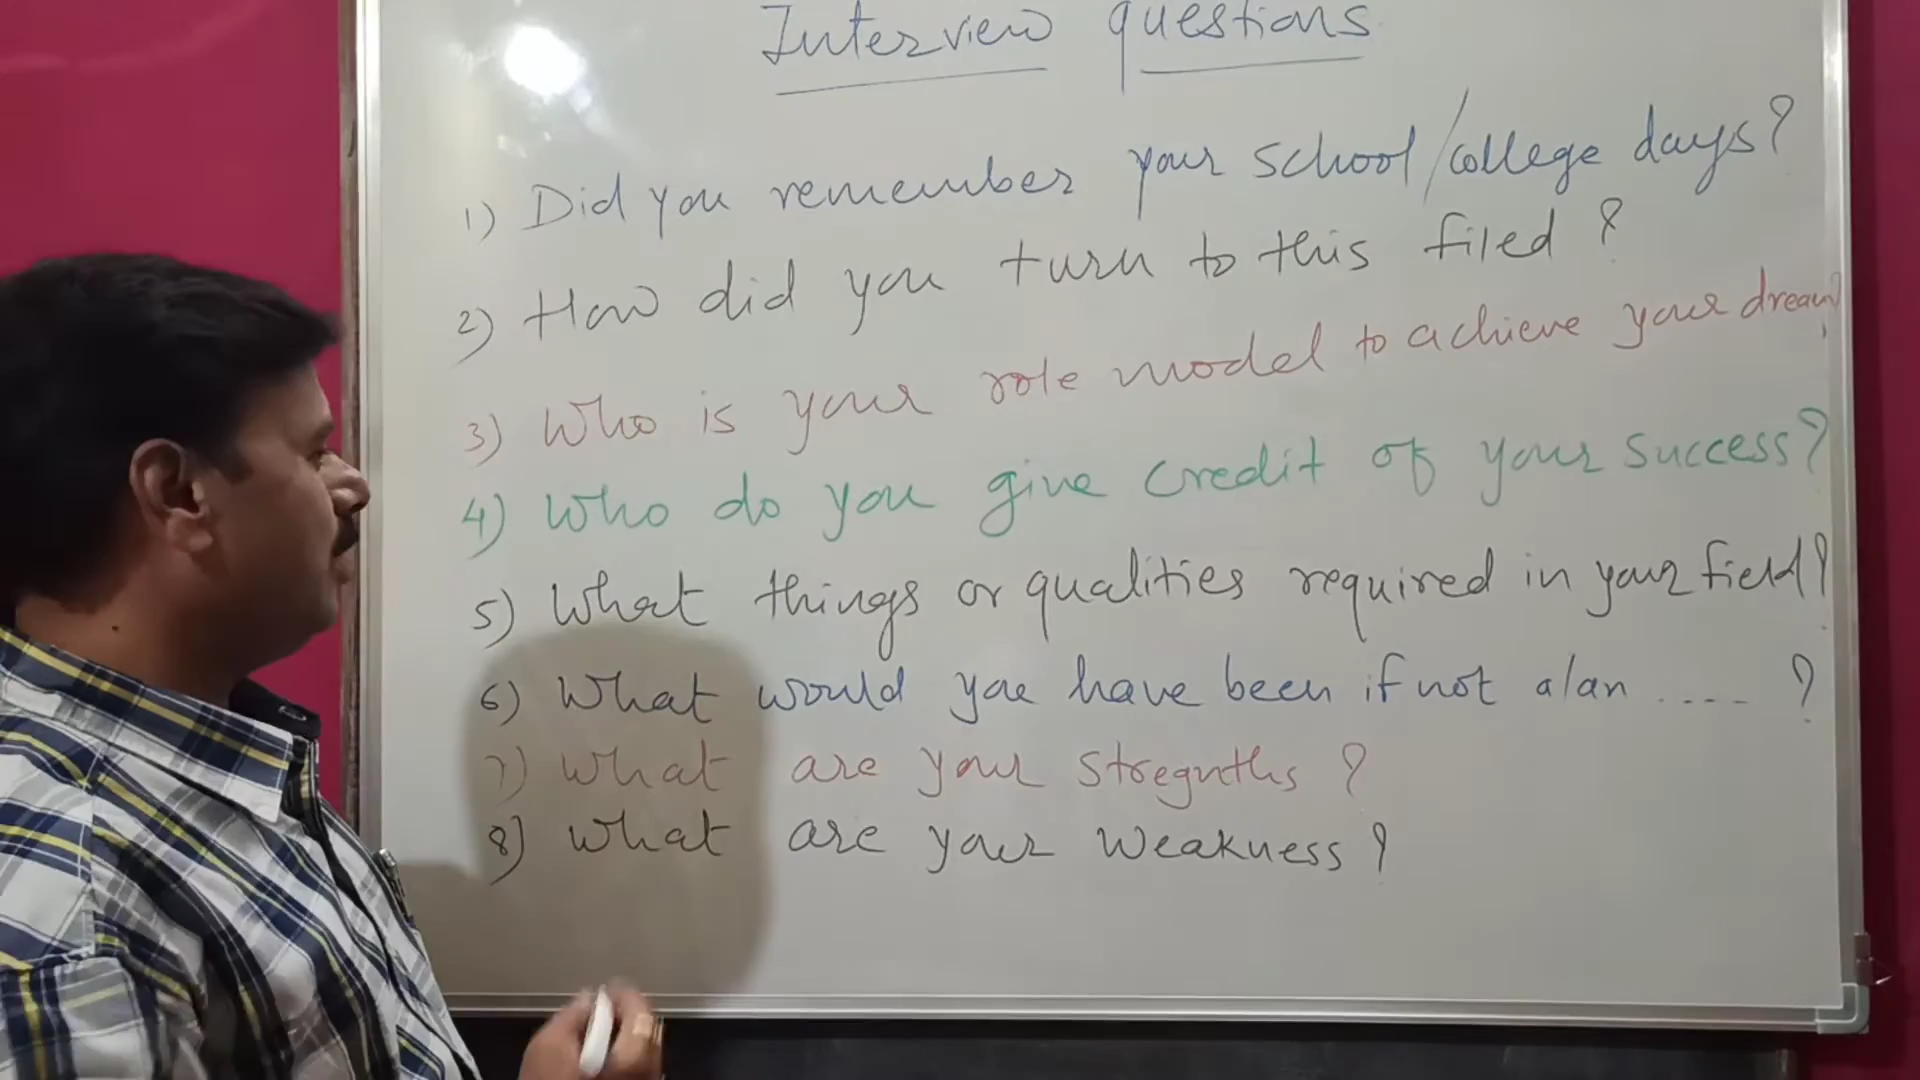 Interview questions
1) Did you remember your school/college days?
2) How did you turn to this filed?
3) Who is your role model to achieve your dream?
4) Who do you give credit of your success?
5) What things or qualities required in your field?
6) What would you have been if not a/an .... ?
7) What are your stregnths?
8) What are your weakness?